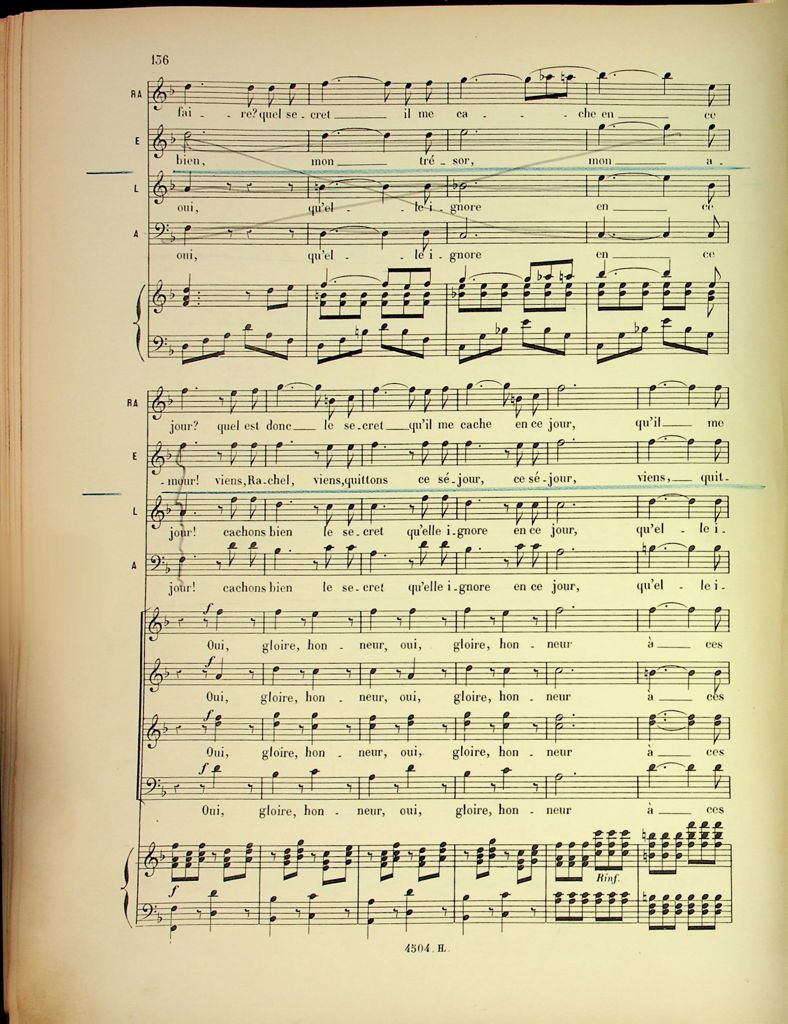 136
RA
fai - re? quel se-cret il me ca - che en ce
E
bien, mon tré - sor, mon a-
L
oui, qu'el - le i - gnore en ce
A
oui, qu'el - le i - gnore en ce
RA
jour? quel est donc le se-cret qu'il me cache en ce jour, qu'il me
E
-mour! viens, Ra-chel, viens, quittons ce sé-jour, ce sé-jour, viens, quit-
L
jour! cachons bien le se-cret qu'elle i-gnore en ce jour, qu'el - le i-
A
jour! cachons bien le se-cret qu'elle i-gnore en ce jour, qu'el - le i-
f
Oui, gloire, hon - neur, oui, gloire, hon - neur à ces
f
Oui, gloire, hon - neur, oui, gloire, hon - neur à ces
f
Oui, gloire, hon - neur, oui, gloire, hon - neur à ces
f
Oui, gloire, hon - neur, oui, gloire, hon - neur à ces
f
Rinf.
4504. H.